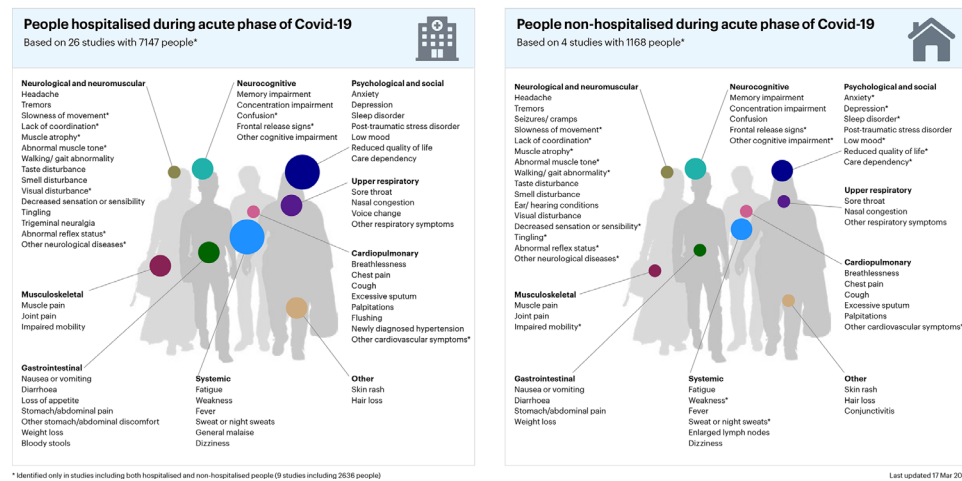 People hospitalised during acute phase of Covid-19
Based on 26 studies with 7147 people*
Neurological and neuromuscular
Headache
Tremors
Slowness of movement*
Lack of coordination*
Muscle atrophy*
Abnormal muscle tone*
Walking/ gait abnormality
Taste disturbance
Smell disturbance
Visual disturbance*
Decreased sensation or sensibility
Tingling
Trigeminal neuralgia
Abnormal reflex status*
Other neurological diseases*
Neurocognitive
Memory impairment
Concentration impairment
Confusion*
Frontal release signs*
Other cognitive impairment
Psychological and social
Anxiety
Depression
Sleep disorder
Post-traumatic stress disorder
Low mood
Reduced quality of life
Care dependency
Upper respiratory
Sore throat
Nasal congestion
Voice change
Other respiratory symptoms
Cardiopulmonary
Breathlessness
Chest pain
Cough
Excessive sputum
Palpitations
Flushing
Newly diagnosed hypertension
Other cardiovascular symptoms*
Musculoskeletal
Muscle pain
Joint pain
Impaired mobility
Gastrointestinal
Nausea or vomiting
Diarrhoea
Loss of appetite
Stomach/abdominal pain
Other stomach/abdominal discomfort
Weight loss
Bloody stools
Systemic
Fatigue
Weakness
Fever
Sweat or night sweats
General malaise
Dizziness
Other
Skin rash
Hair loss
People non-hospitalised during acute phase of Covid-19
Based on 4 studies with 1168 people*
Neurological and neuromuscular
Headache
Tremors
Seizures/ cramps
Slowness of movement*
Lack of coordination*
Muscle atrophy*
Abnormal muscle tone*
Walking/ gait abnormality*
Taste disturbance
Smell disturbance
Ear/ hearing conditions
Visual disturbance
Decreased sensation or sensibility*
Tingling*
Abnormal reflex status*
Other neurological diseases*
Neurocognitive
Memory impairment
Concentration impairment
Confusion
Frontal release signs*
Other cognitive impairment*
Psychological and social
Anxiety*
Depression*
Sleep disorder*
Post-traumatic stress disorder
Low mood*
Reduced quality of life*
Care dependency*
Upper respiratory
Sore throat
Nasal congestion
Other respiratory symptoms
Cardiopulmonary
Breathlessness
Chest pain
Cough
Excessive sputum
Palpitations
Other cardiovascular symptoms*
Musculoskeletal
Muscle pain
Joint pain
Impaired mobility*
Gastrointestinal
Nausea or vomiting
Diarrhoea
Stomach/abdominal pain
Weight loss
Systemic
Fatigue
Weakness*
Fever
Sweat or night sweats*
Enlarged lymph nodes
Dizziness
Other
Skin rash
Hair loss
Conjunctivitis
* Identified only in studies including both hospitalised and non-hospitalised people (9 studies including 2636 people)
Last updated 17 Mar 20